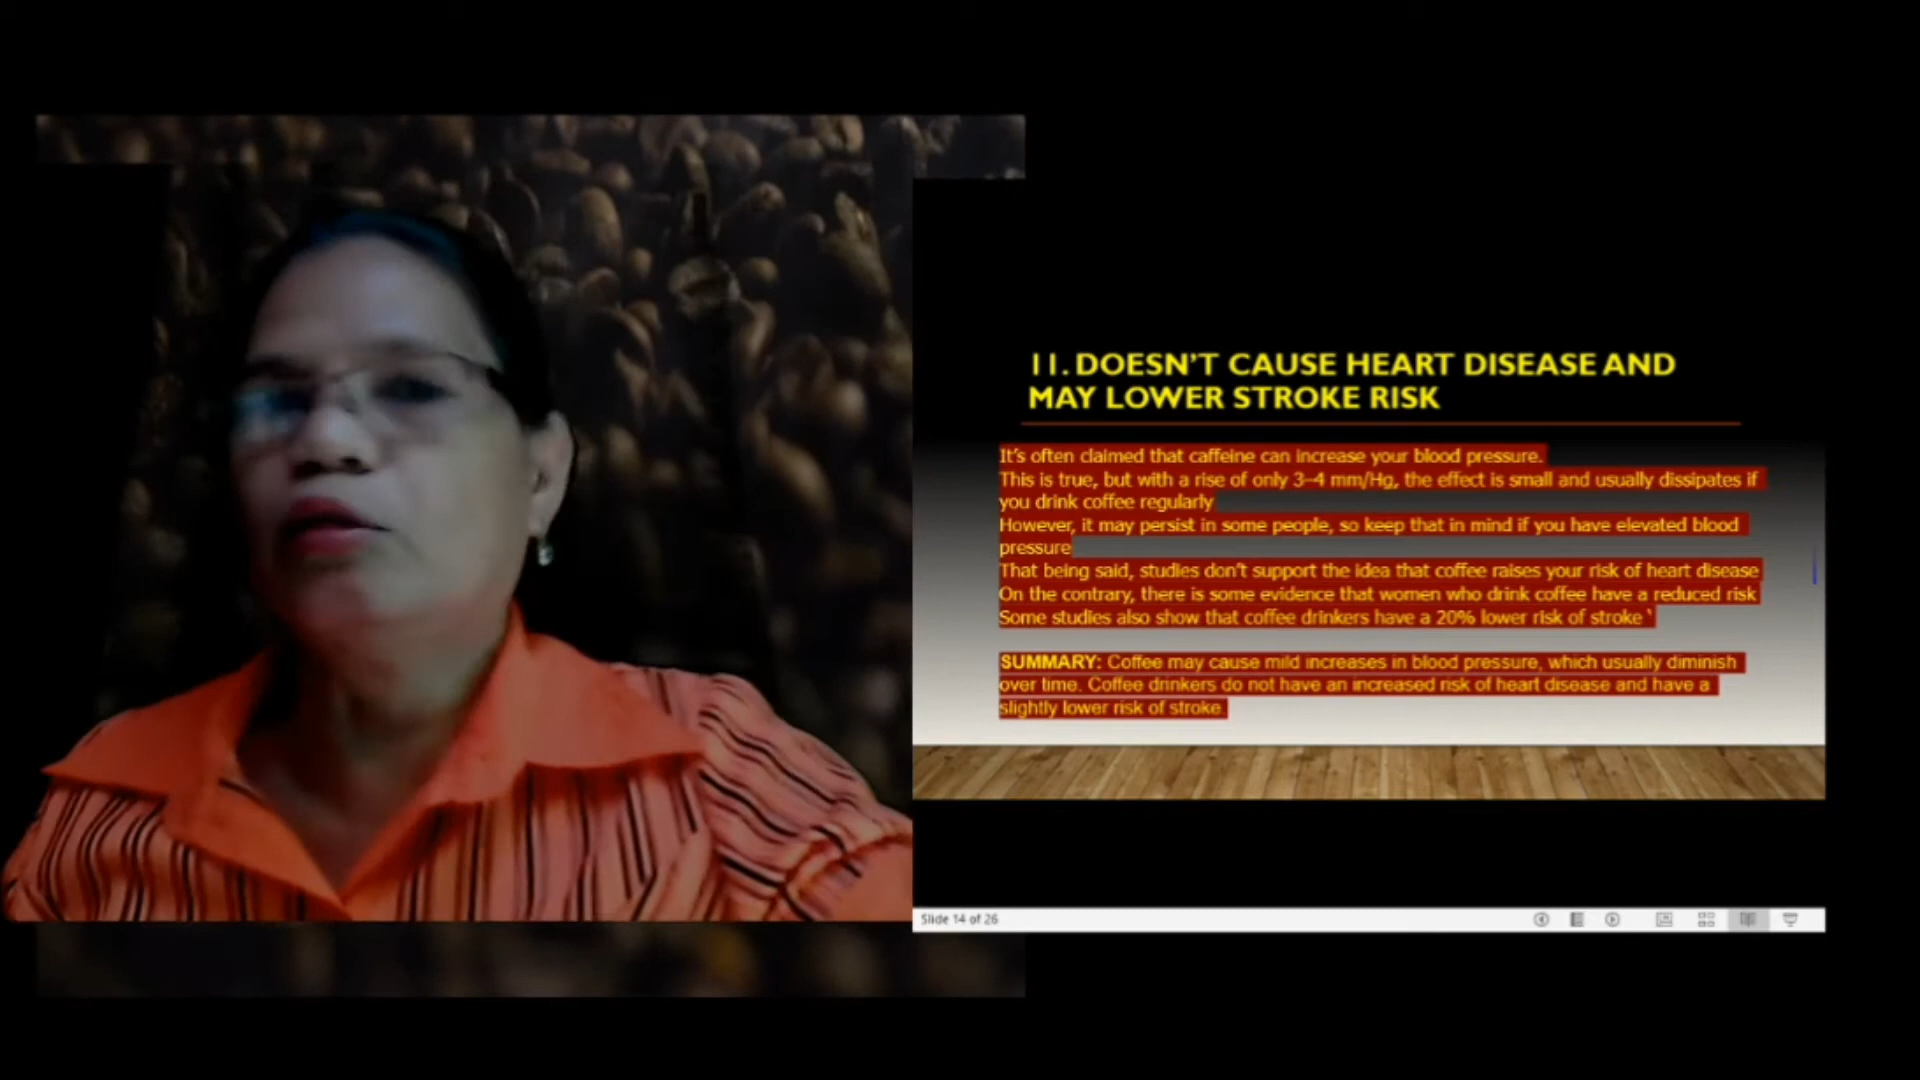 11. DOESN'T CAUSE HEART DISEASE AND
MAY LOWER STROKE RISK
It's often claimed that caffeine can increase your blood pressure.
This is true, but with a rise of only 3–4 mm/Hg, the effect is small and usually dissipates if
you drink coffee regularly
However, it may persist in some people, so keep that in mind if you have elevated blood
pressure
That being said, studies don't support the idea that coffee raises your risk of heart disease
On the contrary, there is some evidence that women who drink coffee have a reduced risk
Some studies also show that coffee drinkers have a 20% lower risk of stroke `
SUMMARY: Coffee may cause mild increases in blood pressure, which usually diminish
over time. Coffee drinkers do not have an increased risk of heart disease and have a
slightly lower risk of stroke.
Slide 14 of 26